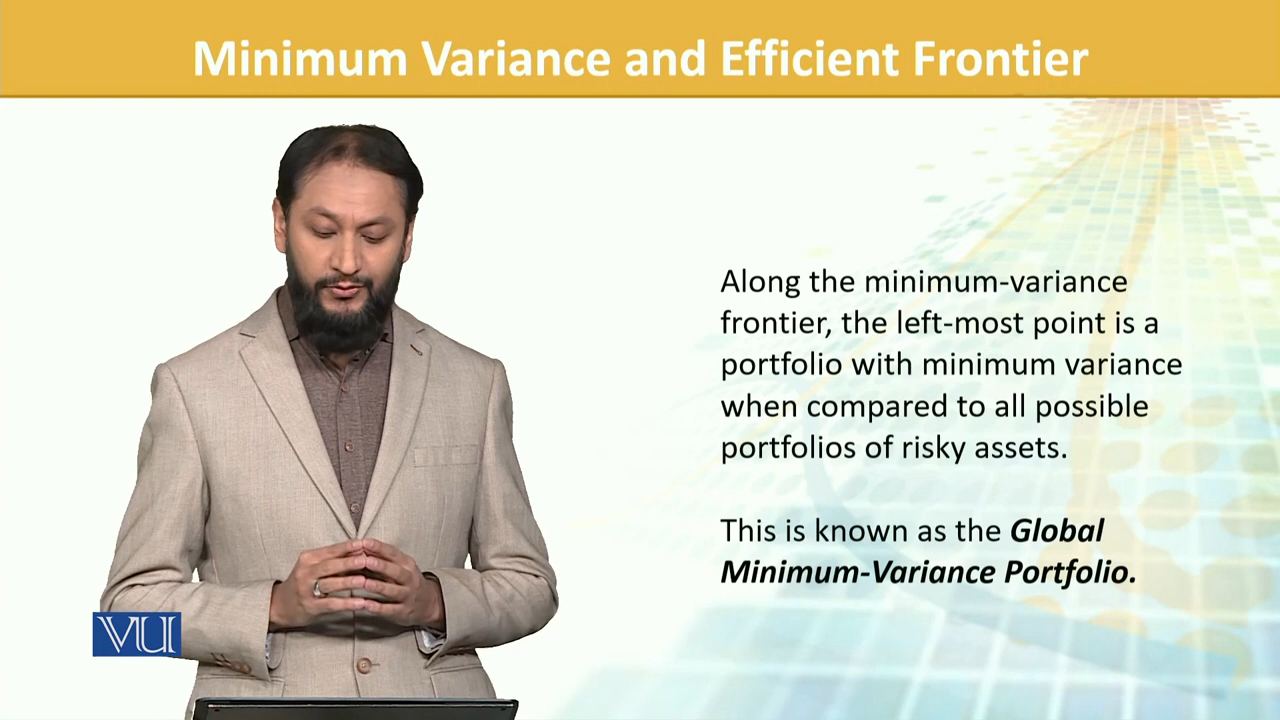 Minimum Variance and Efficient Frontier
Along the minimum-variance
frontier, the left-most point is a
portfolio with minimum variance
when compared to all possible
portfolios of risky assets.
This is known as the Global
Minimum-Variance Portfolio.
VU